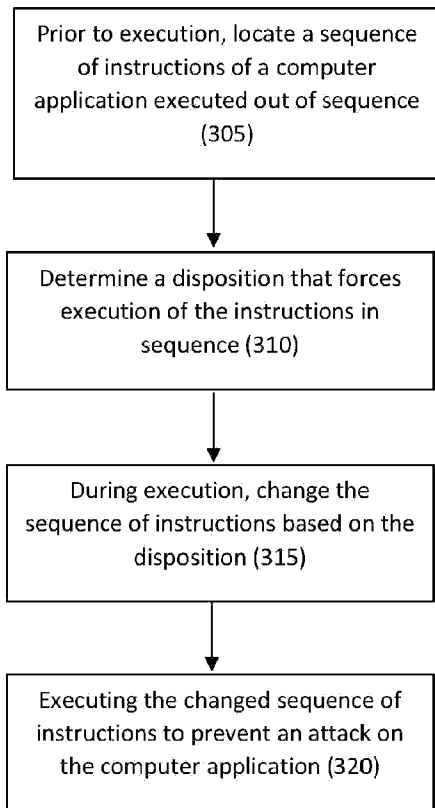 Prior to execution, locate a sequence
of instructions of a computer
application executed out of sequence
(305)
Determine a disposition that forces
execution of the instructions in
sequence (310)
During execution, change the
sequence of instructions based on the
disposition (315)
Executing the changed sequence of
instructions to prevent an attack on
the computer application (320)